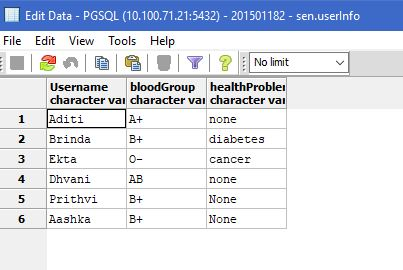 Edit Data - PGSQL (10.100.71.21:5432) - 201501182 - sen.userInfo
File Edit View Tools Help
No limit
Username bloodGroup healthProblem
character var character var character var
1 Aditi A+ none
2 Brinda B+ diabetes
3 Ekta O- cancer
4 Dhvani AB none
5 Prithvi B+ None
6 Aashka B+ None